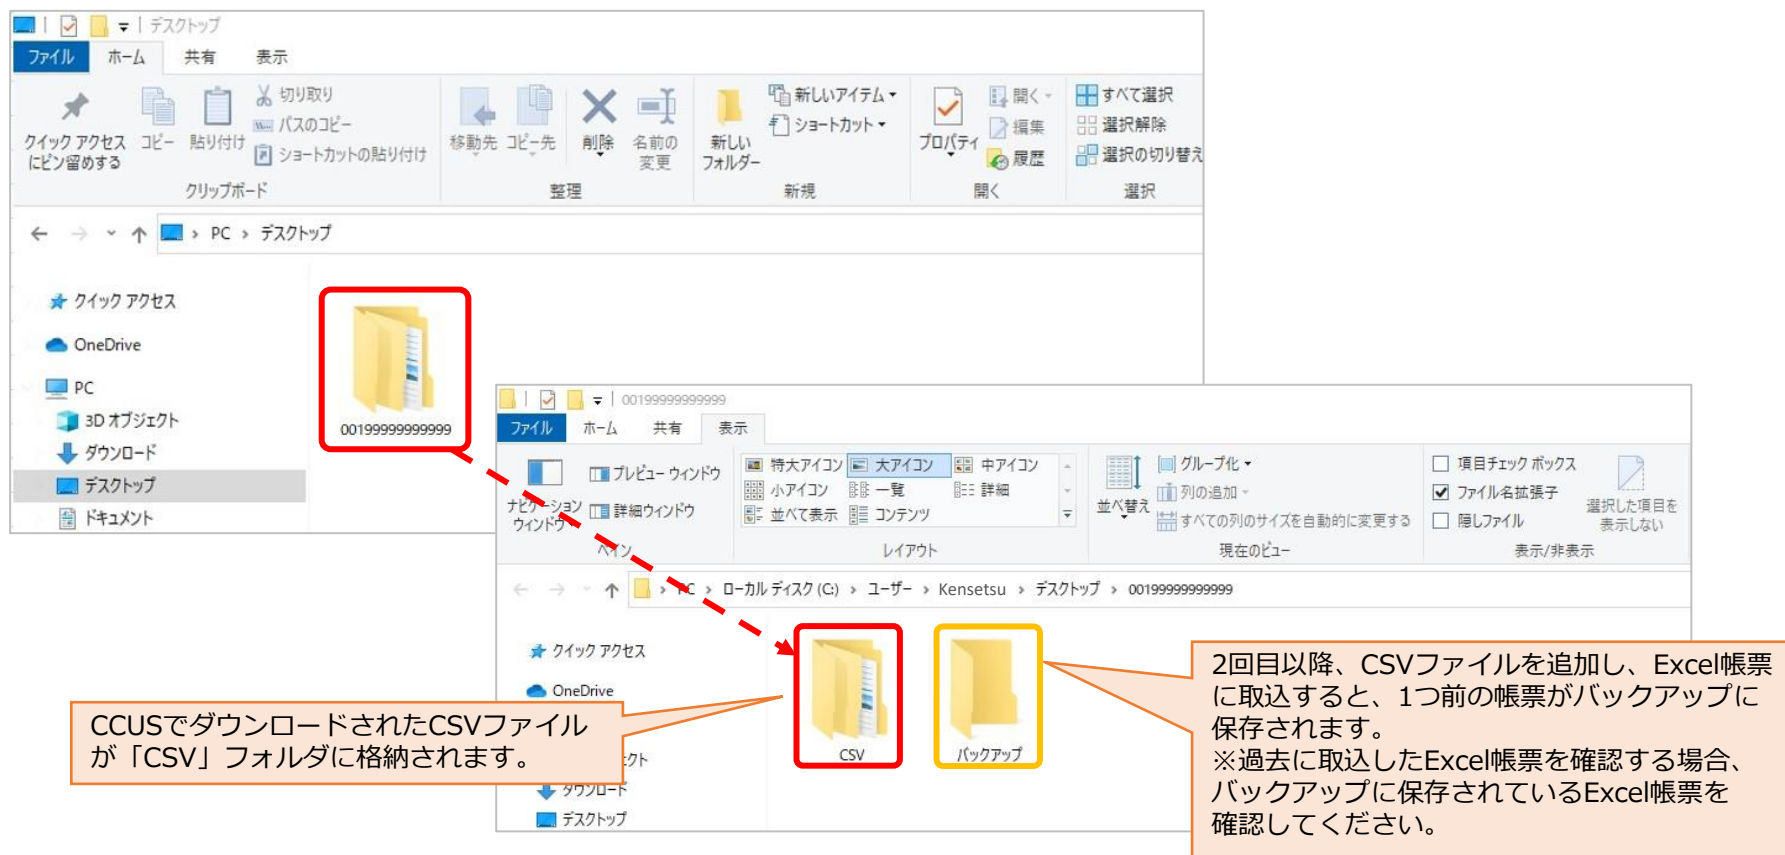 デスクトップ
ファイル ホーム 共有 表示
クイック アクセス
にピン留めする
コピー
貼り付け
切り取り
パスのコピー
ショートカットの貼り付け
クリップボード
移動先 コピー先
削除
名前の
変更
整理
新しい
フォルダー
新しいアイテム
ショートカット
新規
プロパティ
開く
編集
履歴
開く
すべて選択
選択解除
選択の切り替え
選択
PC › デスクトップ
クイック アクセス
OneDrive
PC
3D オブジェクト
ダウンロード
デスクトップ
ドキュメント
00199999999999
00199999999999
ファイル ホーム 共有 表示
ナビゲーション
ウィンドウ
プレビュー ウィンドウ
詳細ウィンドウ
ペイン
特大アイコン 大アイコン 中アイコン
小アイコン 一覧 詳細
並べて表示 コンテンツ
レイアウト
並べ替え
グループ化
列の追加
すべての列のサイズを自動的に変更する
現在のビュー
項目チェック ボックス
ファイル名拡張子
隠しファイル
選択した項目を
表示しない
表示/非表示
PC › ローカル ディスク (C:) › ユーザー › Kensetsu › デスクトップ › 00199999999999
クイック アクセス
OneDrive
ェクト
ダウンロード
デスクトップ
CSV
バックアップ
CCUSでダウンロードされたCSVファイル
が「CSV」フォルダに格納されます。
2回目以降、CSVファイルを追加し、Excel帳票
に取込すると、1つ前の帳票がバックアップに
保存されます。
※過去に取込したExcel帳票を確認する場合、
バックアップに保存されているExcel帳票を
確認してください。